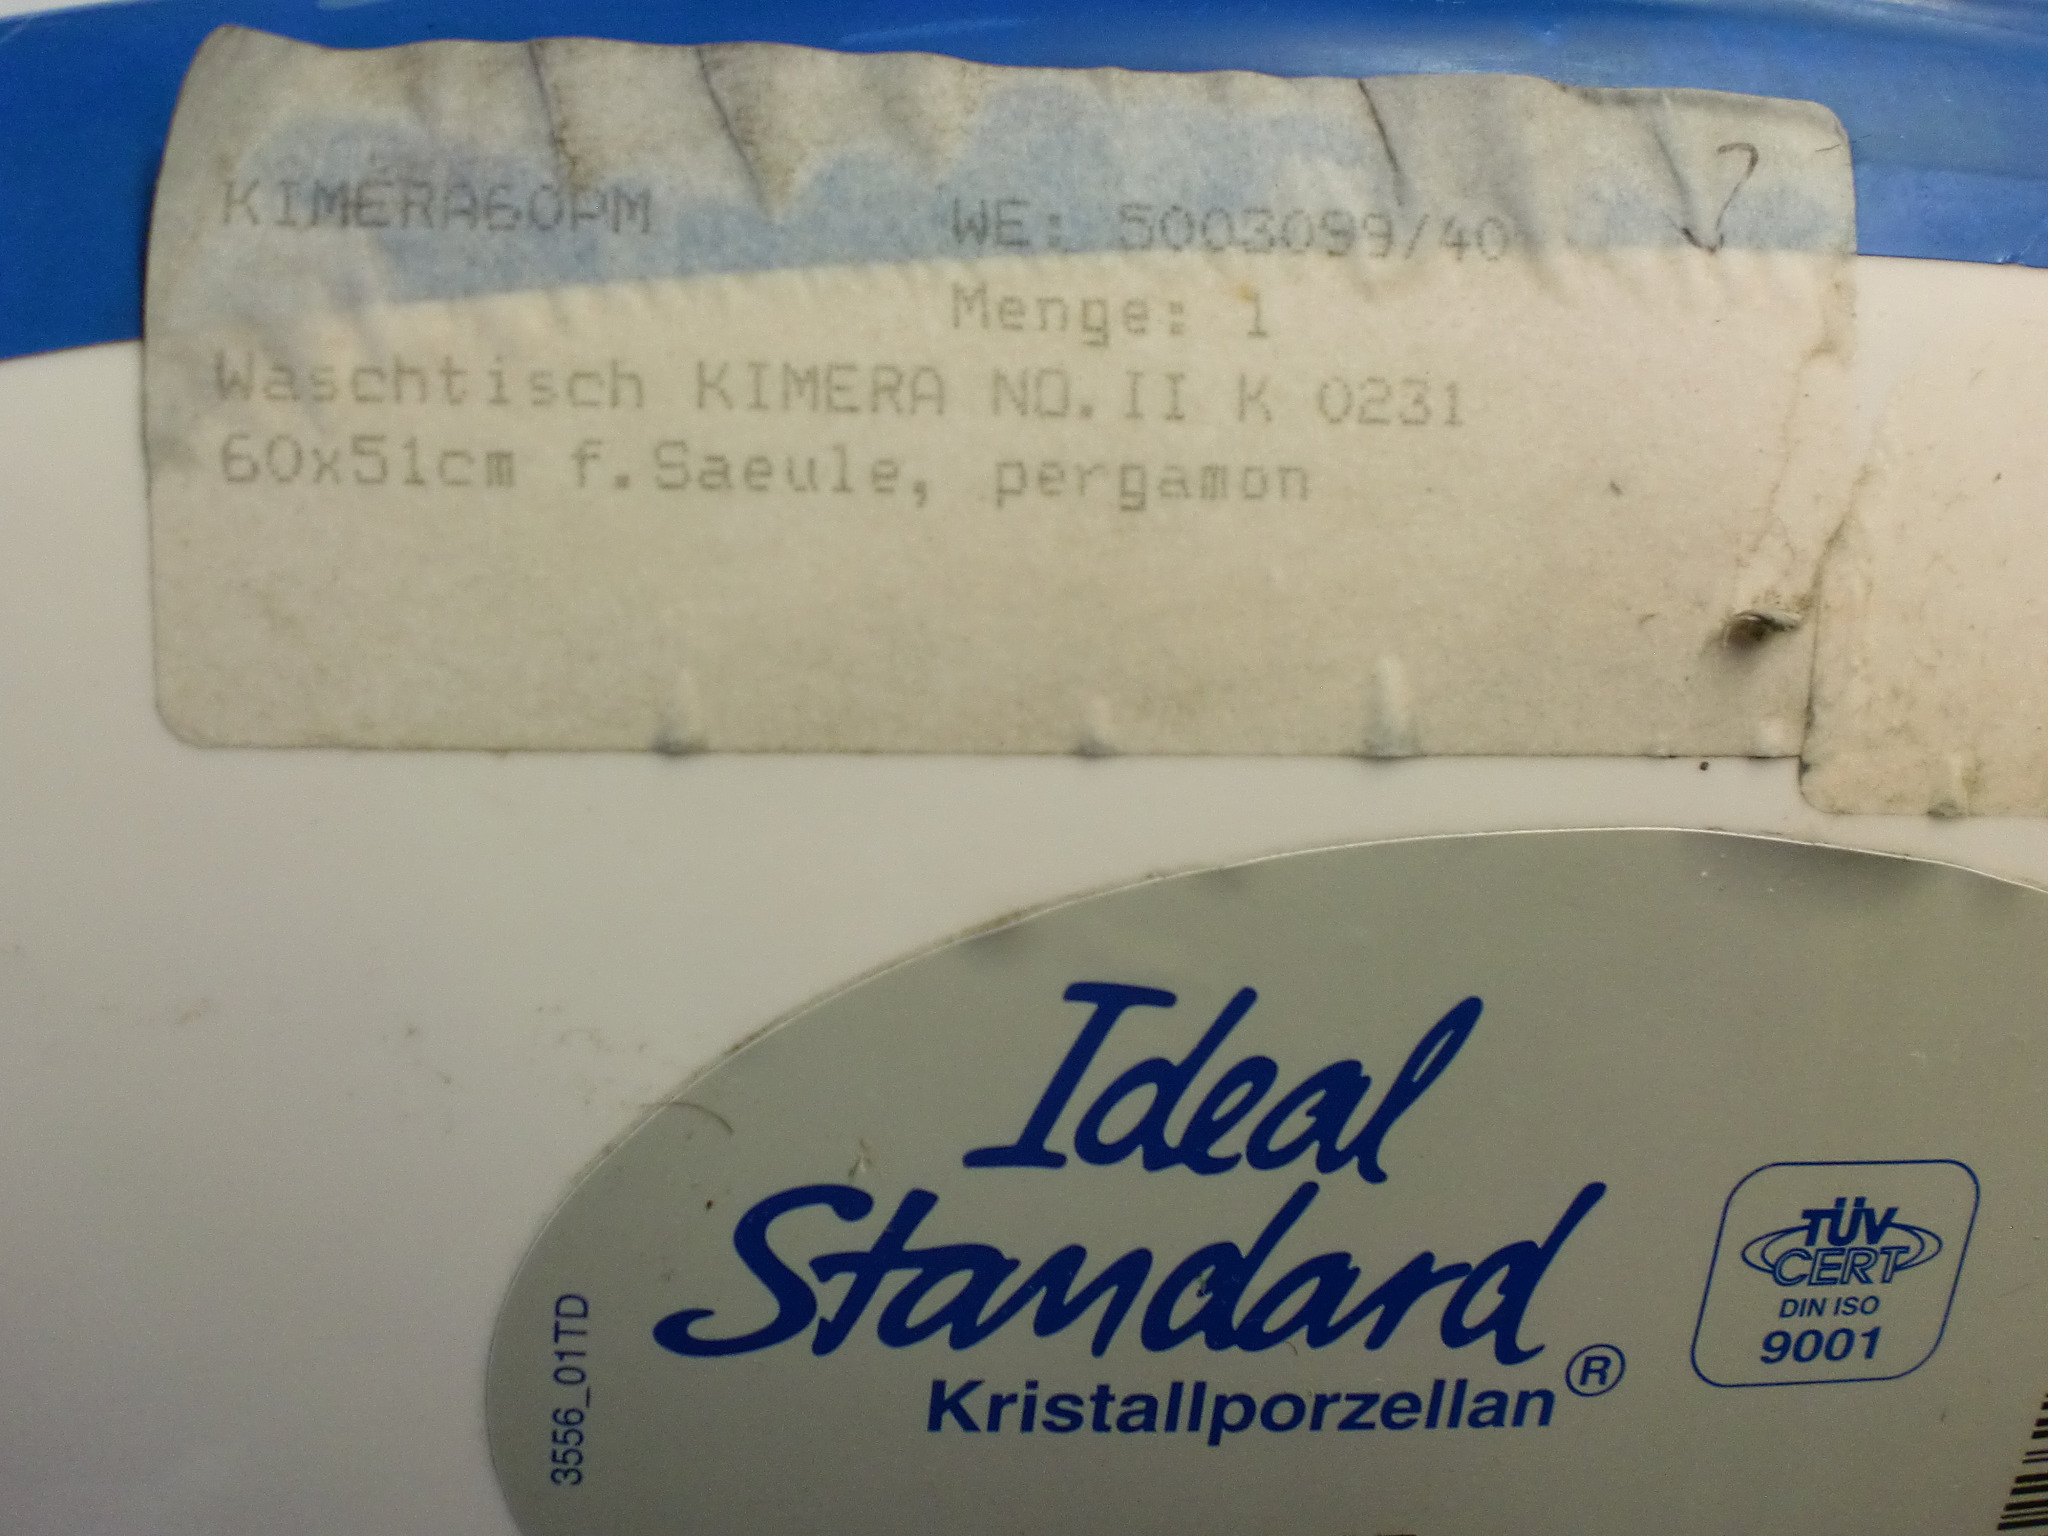 KIMERA60PM WE: 5003099/40 ?
Menge: 1
Waschtisch KIMERA NO.II K 0231
60x51cm f.Saeule, pergamon
Ideal
Standard
Kristallporzellan®
TÜV
CERT
DIN ISO
9001
3556_01TD